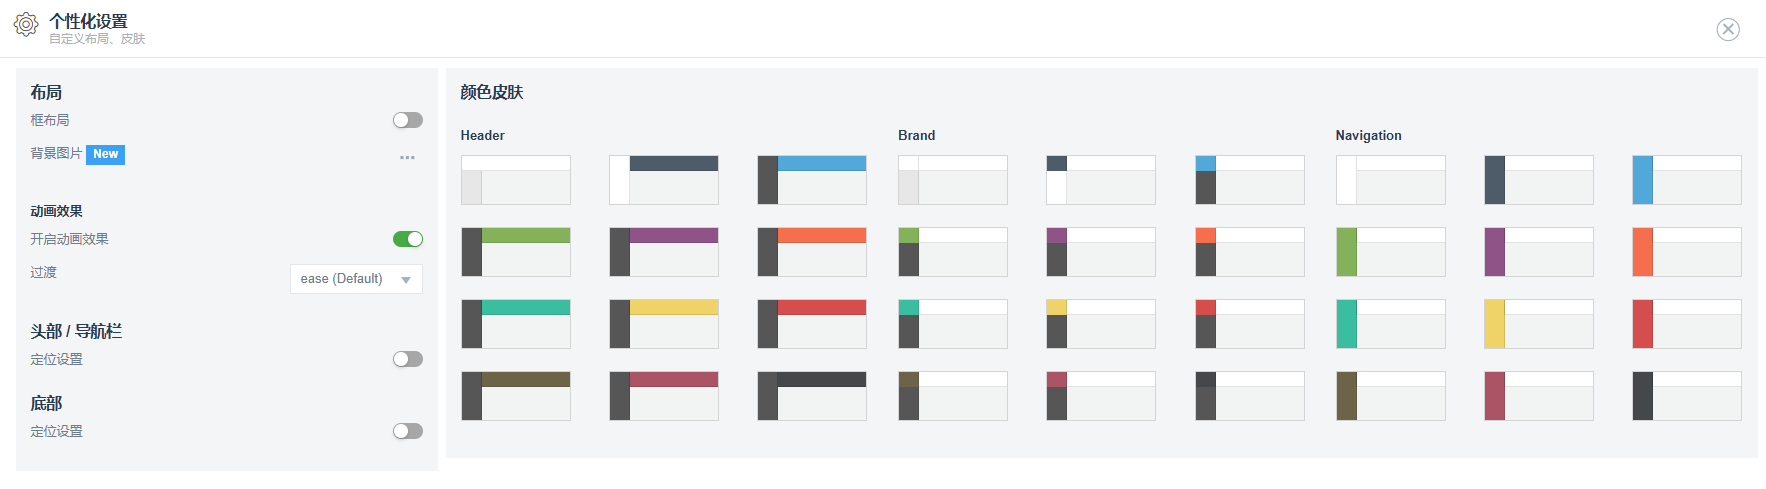 个性化设置
自定义布局、皮肤
布局
框布局
背景图片 New
动画效果
开启动画效果
过渡 ease (Default)
头部 / 导航栏
定位设置
底部
定位设置
颜色皮肤
Header Brand Navigation